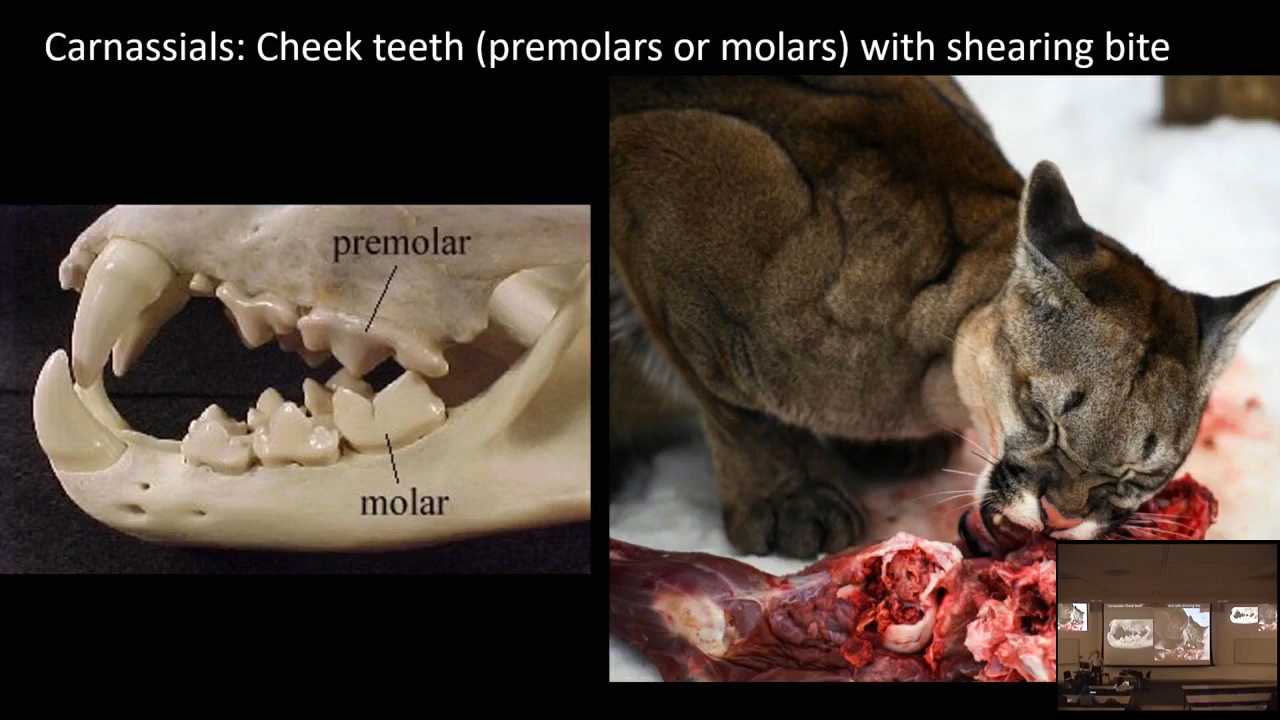 Carnassials: Cheek teeth (premolars or molars) with shearing bite
premolar
molar